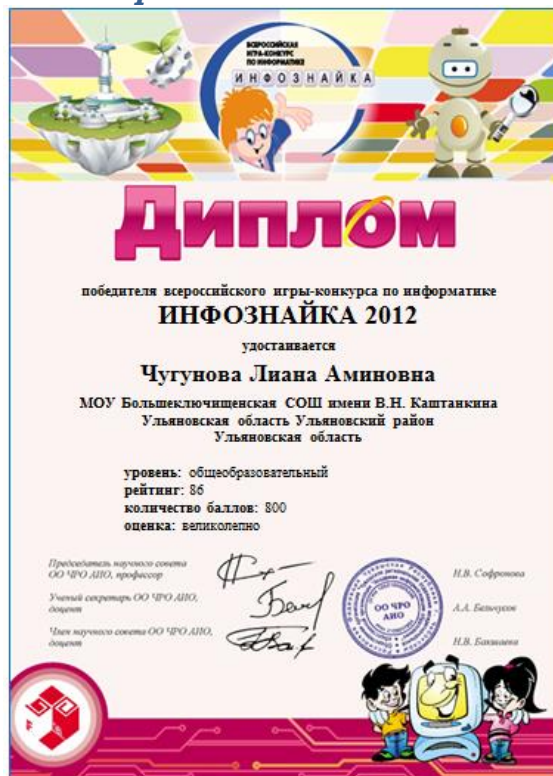 ВСЕРОССИЙСКАЯ
ИГРА-КОНКУРС
ПО ИНФОРМАТИКЕ
ИНФОЗНАЙКА
Диплом
победителя всероссийского игры-конкурса по информатике
ИНФОЗНАЙКА 2012
удостаивается
Чугунова Лиана Аминовна
МОУ Большеключищенская СОШ имени В.Н. Каштанкина
Ульяновская область Ульяновский район
Ульяновская область
уровень: общеобразовательный
рейтинг: 86
количество баллов: 800
оценка: великолепно
Председатель научного совета
ОО ЧРО АИО, профессор
Н.В. Софронова
Ученый секретарь ОО ЧРО АИО,
доцент
А.А. Бельчусов
Член научного совета ОО ЧРО АИО,
доцент
Н.В. Бакшаева
ОО ЧРО
АИО